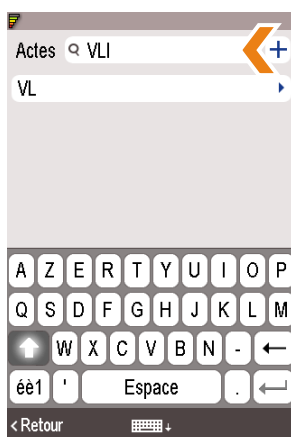 Actes VLI +
VL
A Z E R T Y U I O P
Q S D F G H J K L M
W X C V B N - ←
éè1 ' Espace . ↵
< Retour